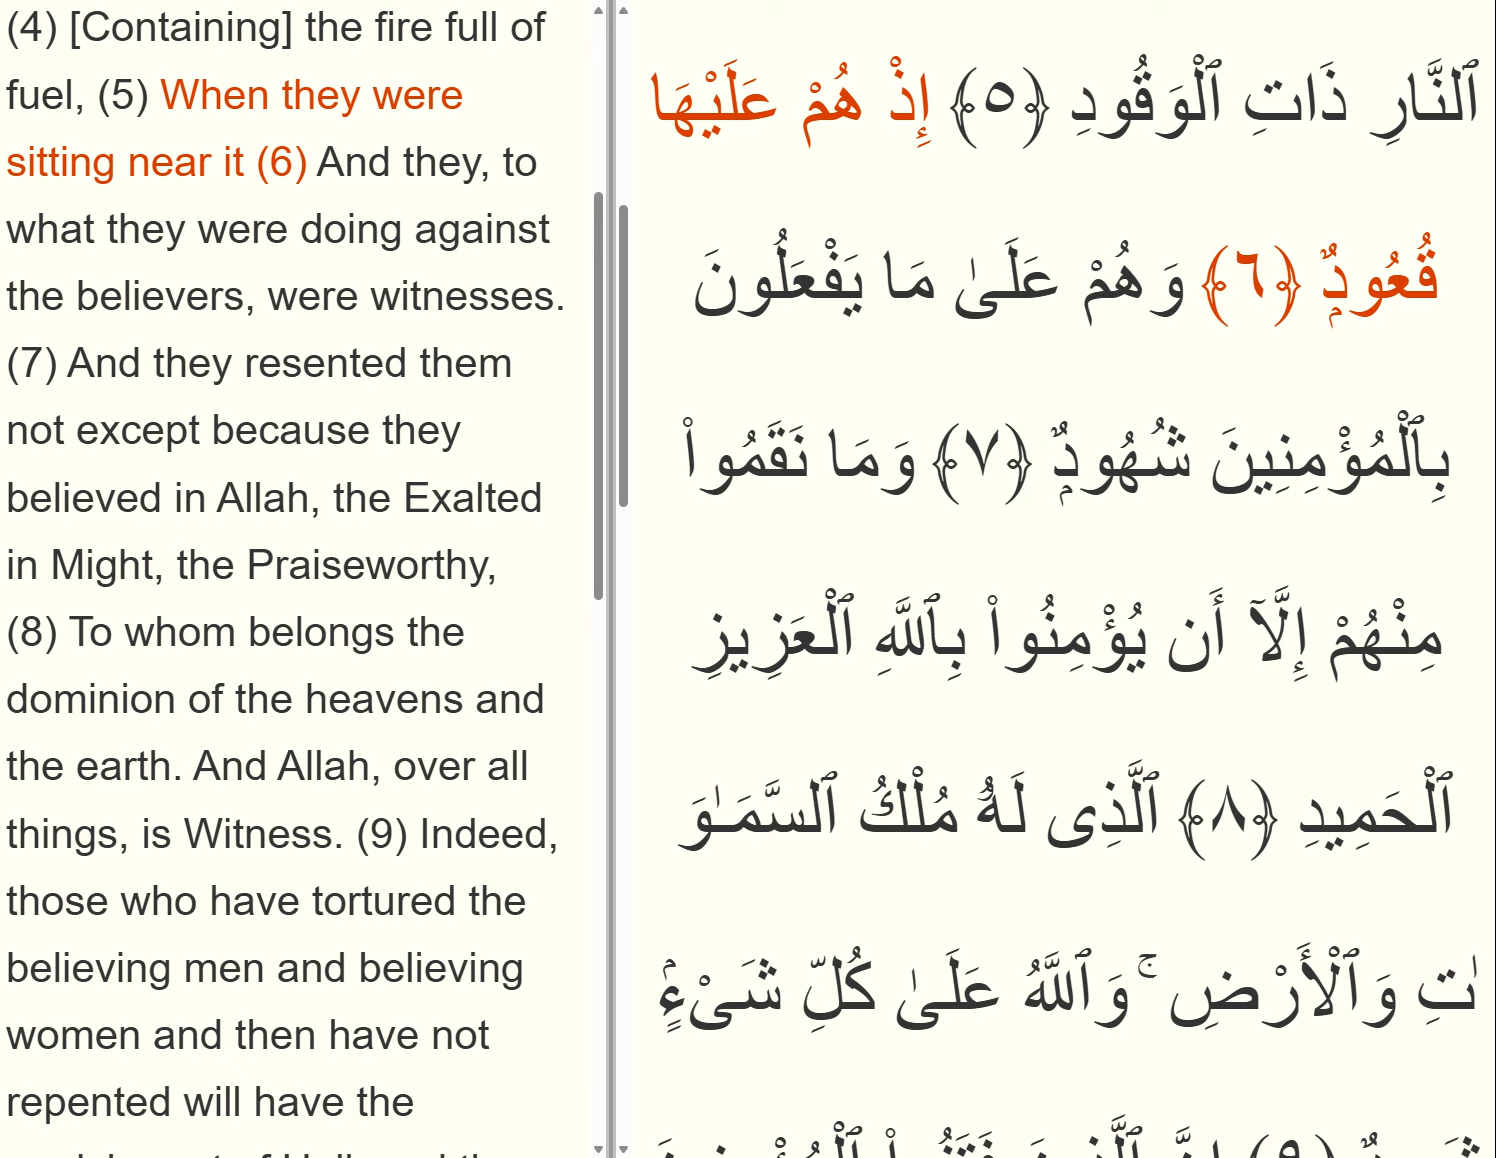 (4) [Containing] the fire full of
fuel, (5) When they were
sitting near it (6) And they, to
what they were doing against
the believers, were witnesses.
(7) And they resented them
not except because they
believed in Allah, the Exalted
in Might, the Praiseworthy,
(8) To whom belongs the
dominion of the heavens and
the earth. And Allah, over all
things, is Witness. (9) Indeed,
those who have tortured the
believing men and believing
women and then have not
repented will have the
ٱلنَّارِ ذَاتِ ٱلْوَقُودِ ﴿٥﴾ إِذْ هُمْ عَلَيْهَا
قُعُودٌۭ ﴿٦﴾ وَهُمْ عَلَىٰ مَا يَفْعَلُونَ
بِٱلْمُؤْمِنِينَ شُهُودٌۭ ﴿٧﴾ وَمَا نَقَمُوا۟
مِنْهُمْ إِلَّآ أَن يُؤْمِنُوا۟ بِٱللَّهِ ٱلْعَزِيزِ
ٱلْحَمِيدِ ﴿٨﴾ ٱلَّذِى لَهُۥ مُلْكُ ٱلسَّمَـٰوَ
ٰتِ وَٱلْأَرْضِ ۚ وَٱللَّهُ عَلَىٰ كُلِّ شَىْءٍۢ